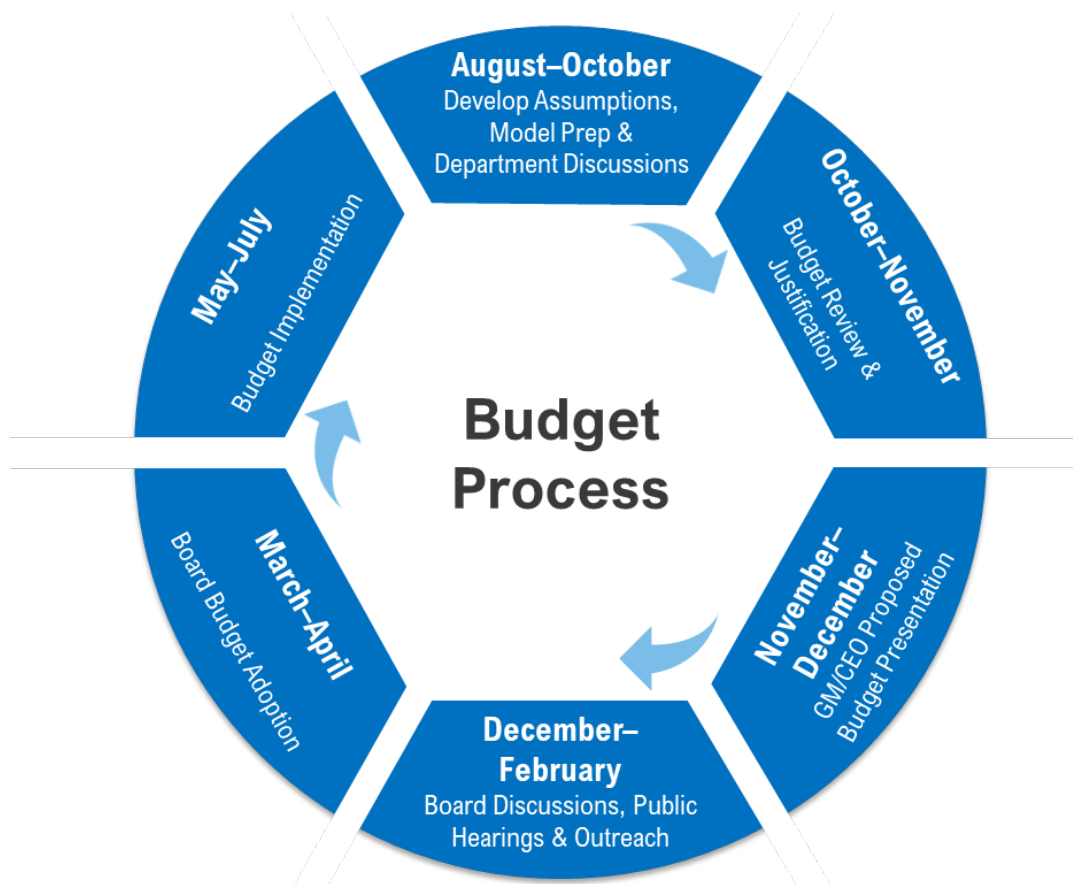 August–October
Develop Assumptions,
Model Prep &
Department Discussions
October–November
Budget Review &
Justification
November–
December
GM/CEO Proposed
Budget Presentation
December–
February
Board Discussions, Public
Hearings & Outreach
March–April
Board Budget Adoption
May–July
Budget Implementation
Budget
Process